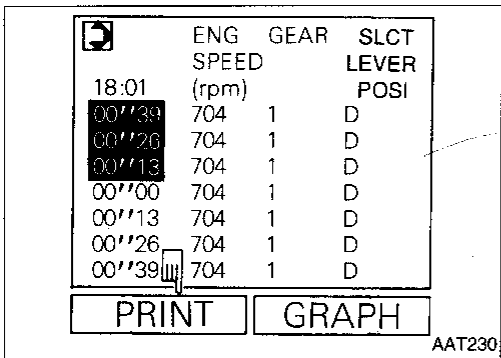 ENG GEAR SLCT
SPEED LEVER
18:01 (rpm) POSI
00''39 704 1 D
00''26 704 1 D
00''13 704 1 D
00''00 704 1 D
00''13 704 1 D
00''26 704 1 D
00''39 704 1 D
PRINT GRAPH
AAT230